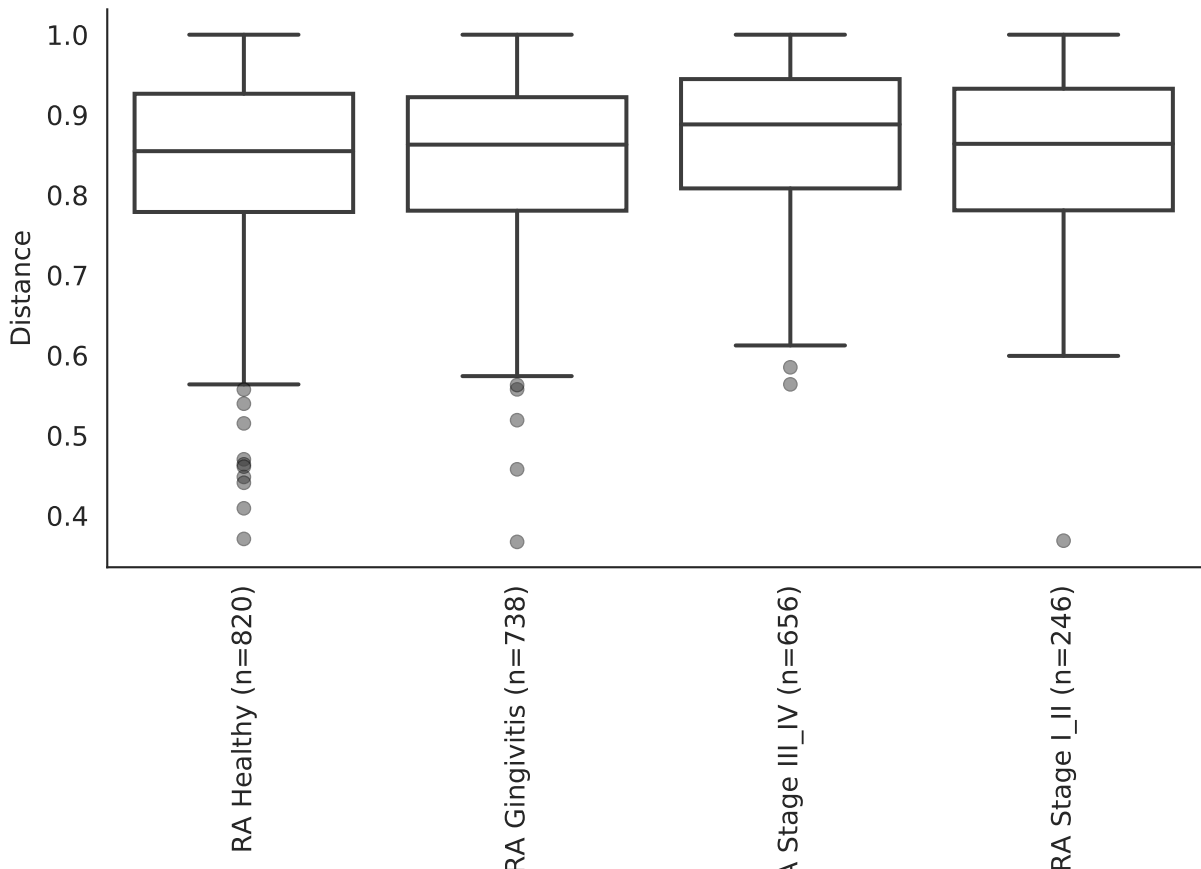 1.0
0.9
0.8
0.7
0.6
0.5
0.4
Distance
RA Healthy (n=820)
RA Gingivitis (n=738)
A Stage III_IV (n=656)
RA Stage I_II (n=246)